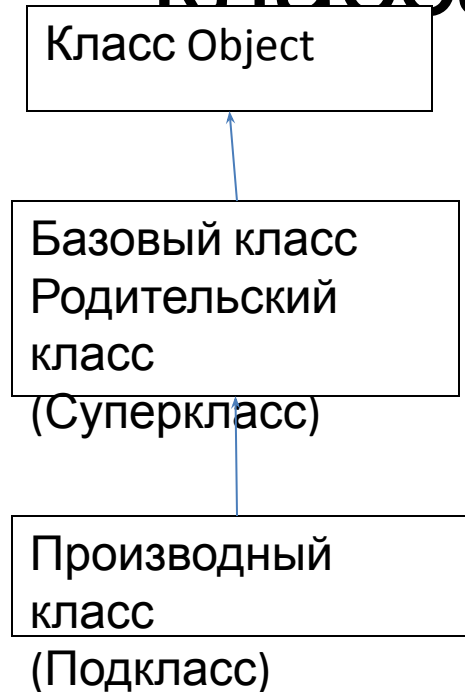 Класс Object
Базовый класс
Родительский
класс
(Суперкласс)
Производный
класс
(Подкласс)